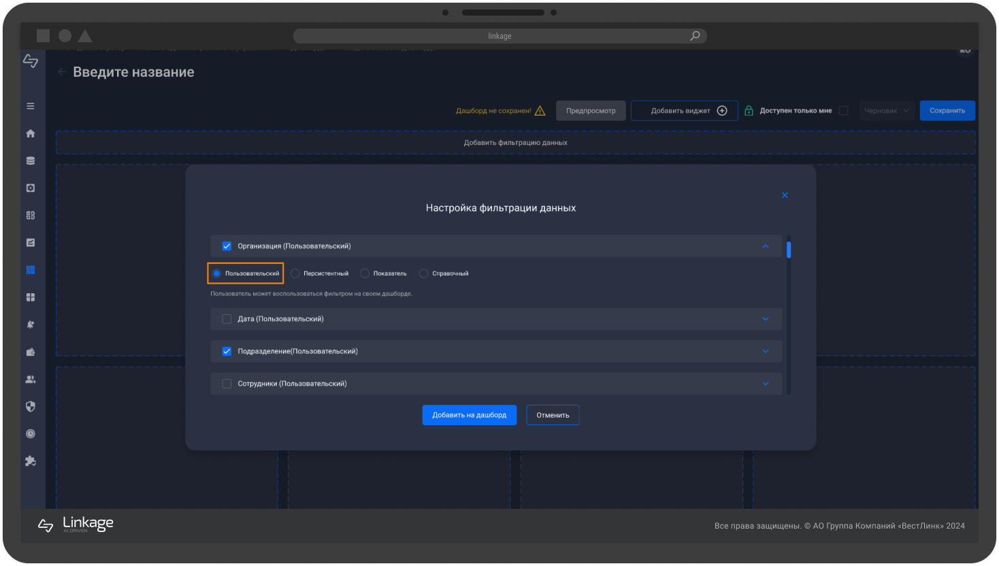 linkage
Введите название
Дашборд не сохранен!
Предпросмотр
Добавить виджет
Доступен только мне
Черновик
Сохранить
Добавить фильтрацию данных
Настройка фильтрации данных
Организация (Пользовательский)
Пользовательский Персистентный Показатель Справочный
Пользователь может воспользоваться фильтром на своем дашборде.
Дата (Пользовательский)
Подразделение(Пользовательский)
Сотрудники (Пользовательский)
Добавить на дашборд Отменить
Linkage
AI DRIVEN
Все права защищены. © АО Группа Компаний «ВестЛинк» 2024